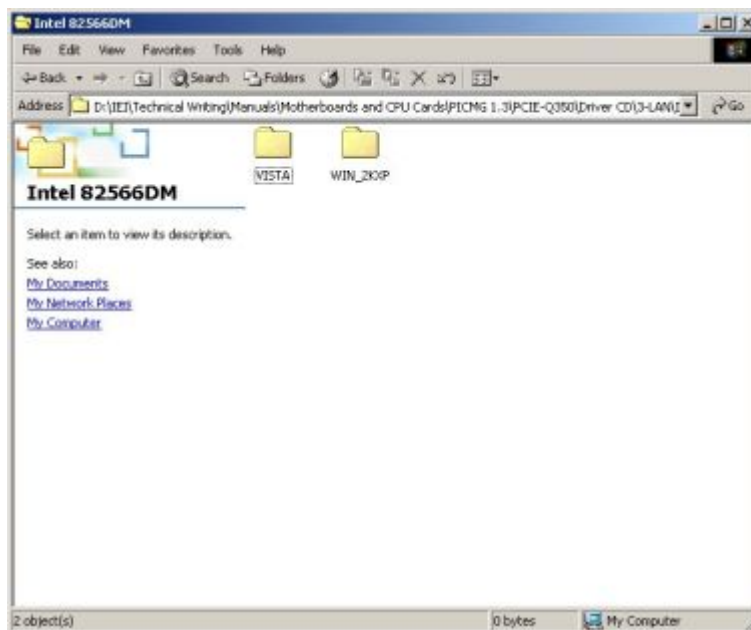 Intel 82566DM
File Edit View Favorites Tools Help
Back Search Folders
Address D:\IEI\Technical Writing\Manuals\Motherboards and CPU Cards\PICMG 1.3\PCIE-Q350\Driver CD\3-LAN\ Go
VISTA WIN_2KXP
Intel 82566DM
Select an item to view its description.
See also:
My Documents
My Network Places
My Computer
2 object(s) 0 bytes My Computer